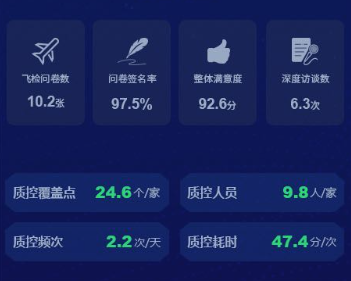 飞检问卷数 问卷签名率 整体满意度 深度访谈数
10.2张 97.5% 92.6分 6.3次
质控覆盖点 24.6个/家 质控人员 9.8人/家
质控频次 2.2次/天 质控耗时 47.4分/次